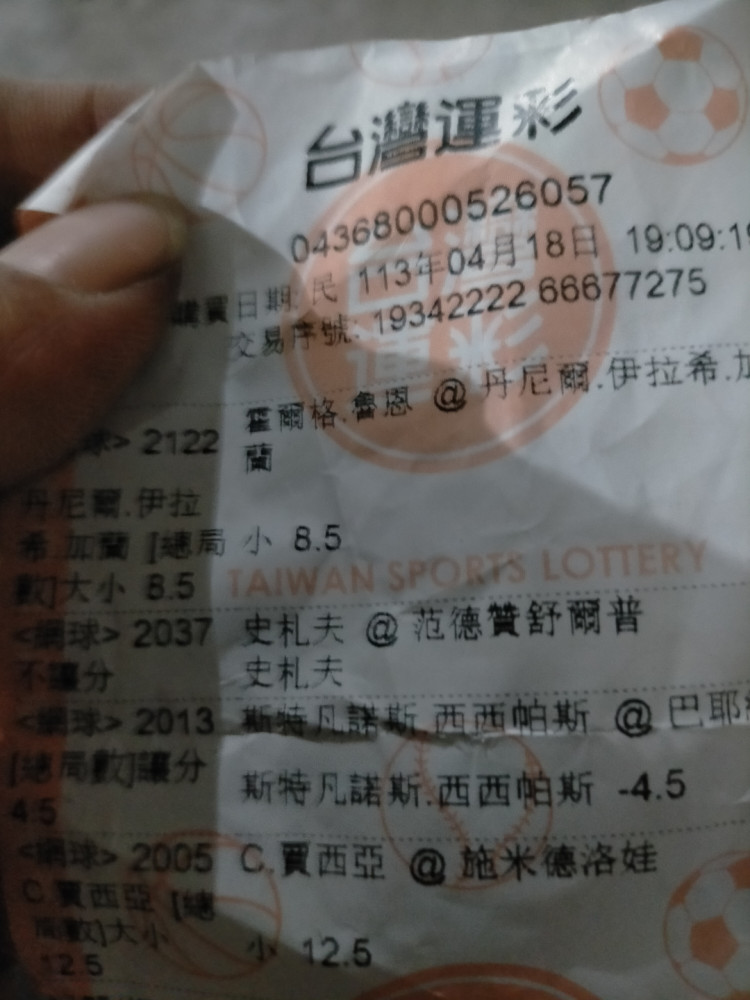 台灣運彩
04368000526057
購買日期: 民 113年04月18日 19:09:1
交易序號: 19342222 66677275
球> 2122 霍爾格.魯恩 @ 丹尼爾.伊拉希.加
蘭
丹尼爾.伊拉
希.加蘭 [總局 小 8.5
數]大小 8.5
TAIWAN SPORTS LOTTERY
<網球> 2037 史札夫 @ 范德贊舒爾普
不讓分 史札夫
<網球> 2013 斯特凡諾斯.西西帕斯 @ 巴耶
[總局數]讓分
斯特凡諾斯.西西帕斯 -4.5
4.5
<網球> 2005 C.賈西亞 @ 施米德洛娃
C.賈西亞 [總
局數]大小
小 12.5
12.5